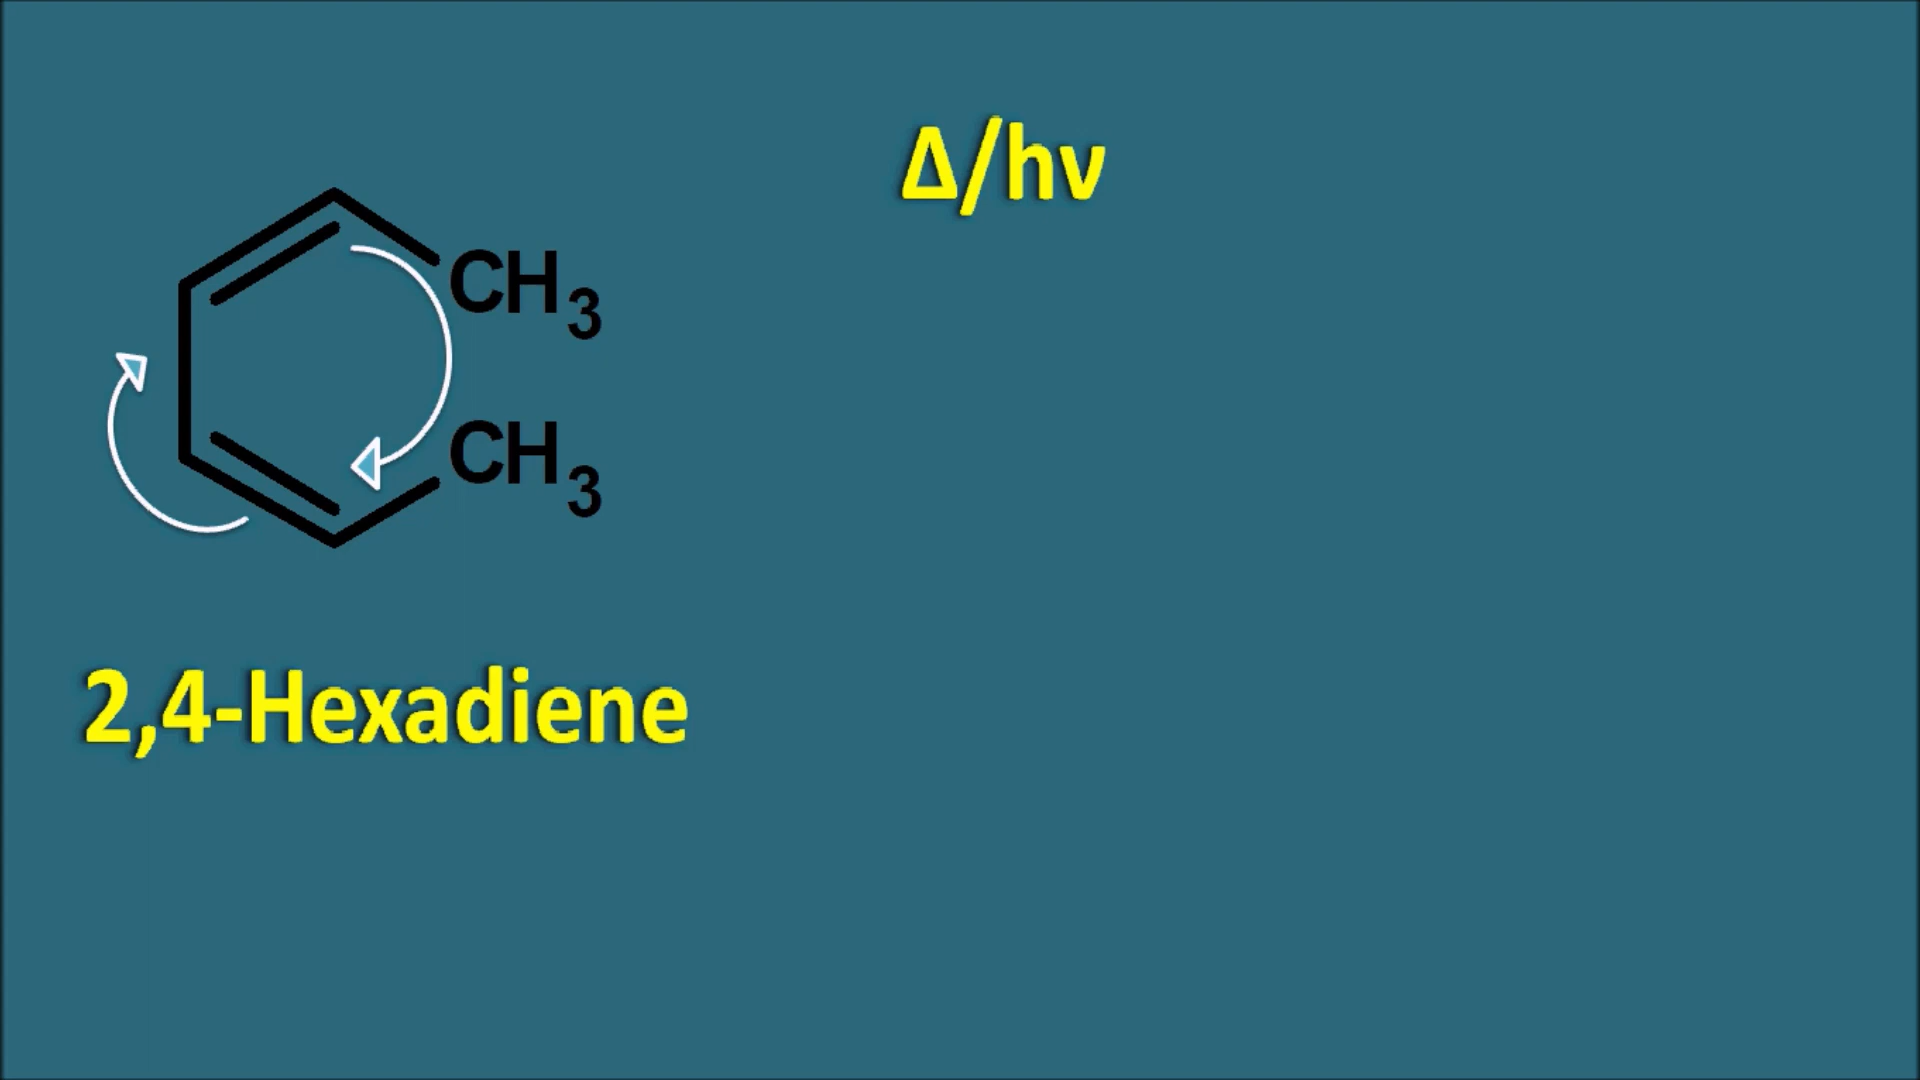 Δ/hν
CH3
CH3
2,4-Hexadiene